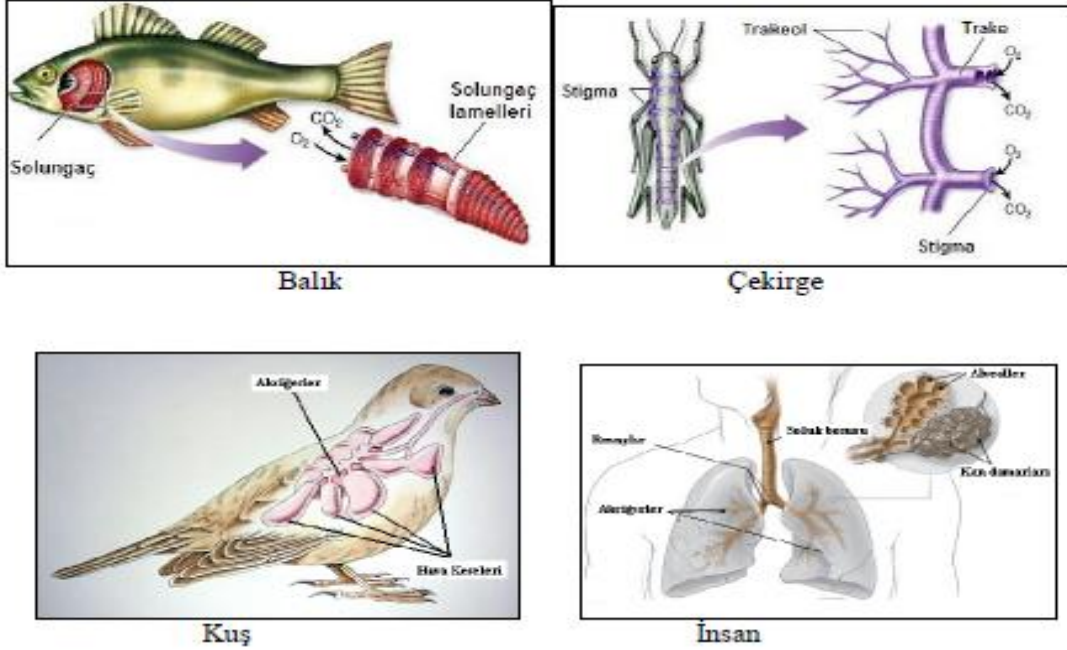 Solungaç
CO2
O2
Solungaç
lamelleri
Balık
Stigma
Trakeol
Trake
O2
CO2
O2
CO2
Stigma
Çekirge
Akciğerler
Hava Keseleri
Kuş
Alveoller
Soluk borusu
Bronşlar
Kan damarları
Akciğerler
İnsan